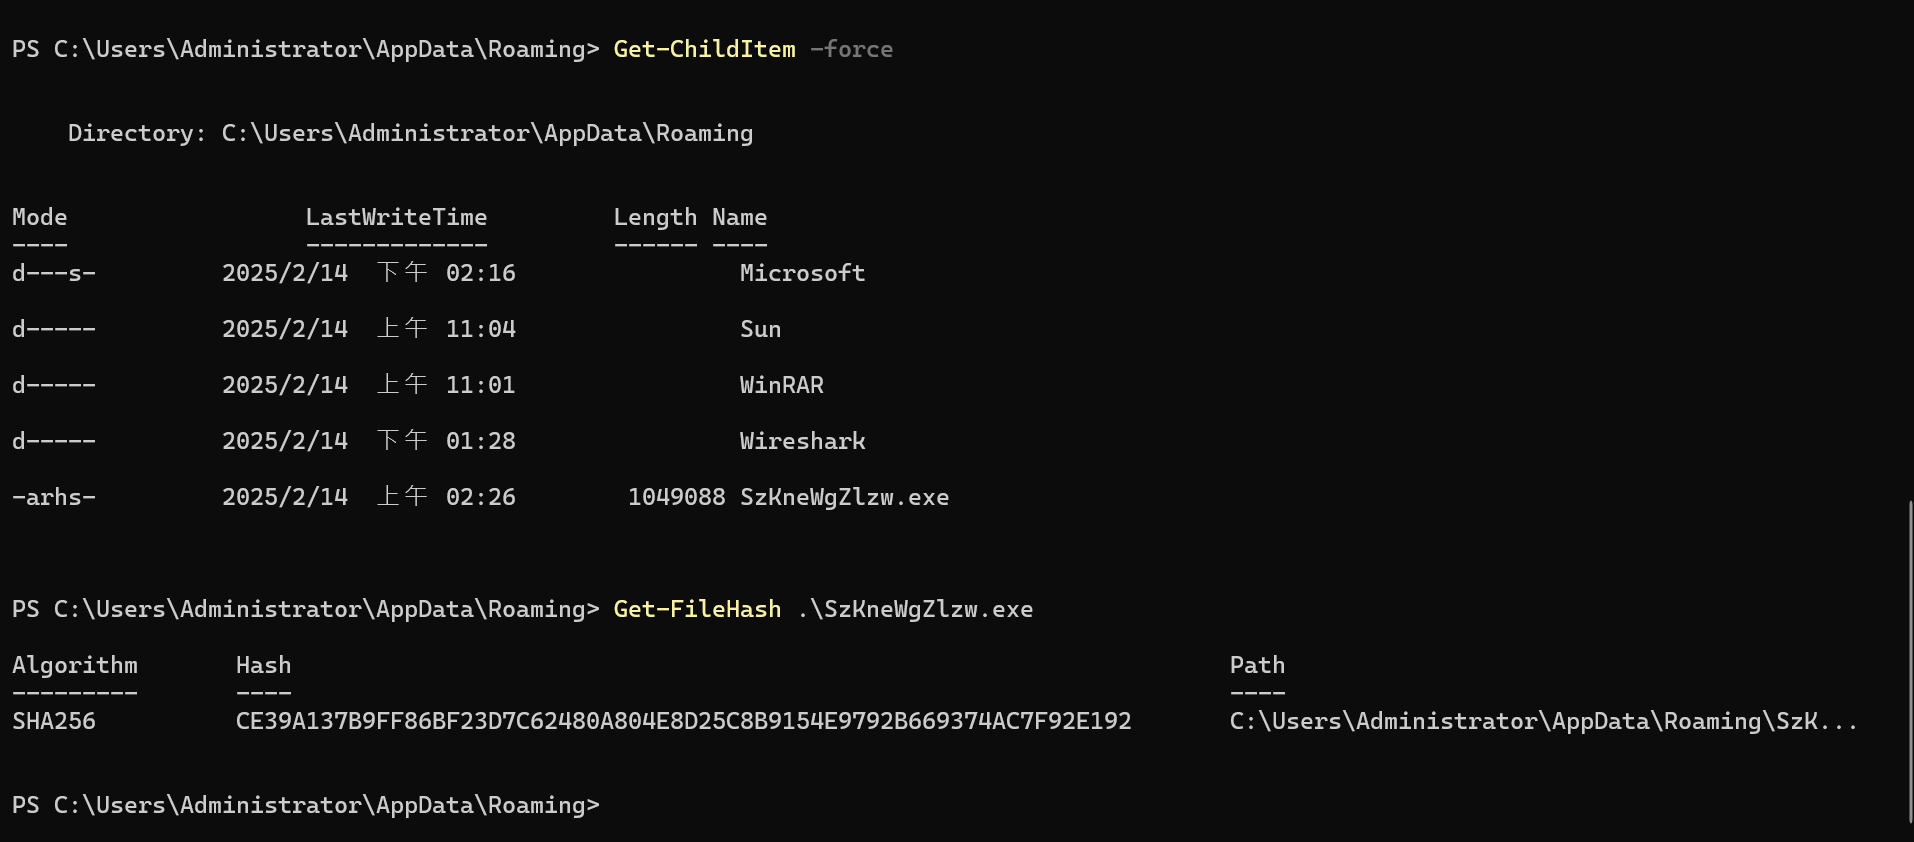 PS C:\Users\Administrator\AppData\Roaming> Get-ChildItem -force
Directory: C:\Users\Administrator\AppData\Roaming
Mode                 LastWriteTime         Length Name
----                 -------------         ------ ----
d---s-         2025/2/14  下午 02:16                Microsoft
d-----         2025/2/14  上午 11:04                Sun
d-----         2025/2/14  上午 11:01                WinRAR
d-----         2025/2/14  下午 01:28                Wireshark
-arhs-         2025/2/14  上午 02:26        1049088 SzKneWgZlzw.exe
PS C:\Users\Administrator\AppData\Roaming> Get-FileHash .\SzKneWgZlzw.exe
Algorithm       Hash                                                                   Path
---------       ----                                                                   ----
SHA256          CE39A137B9FF86BF23D7C62480A804E8D25C8B9154E9792B669374AC7F92E192       C:\Users\Administrator\AppData\Roaming\SzK...
PS C:\Users\Administrator\AppData\Roaming>